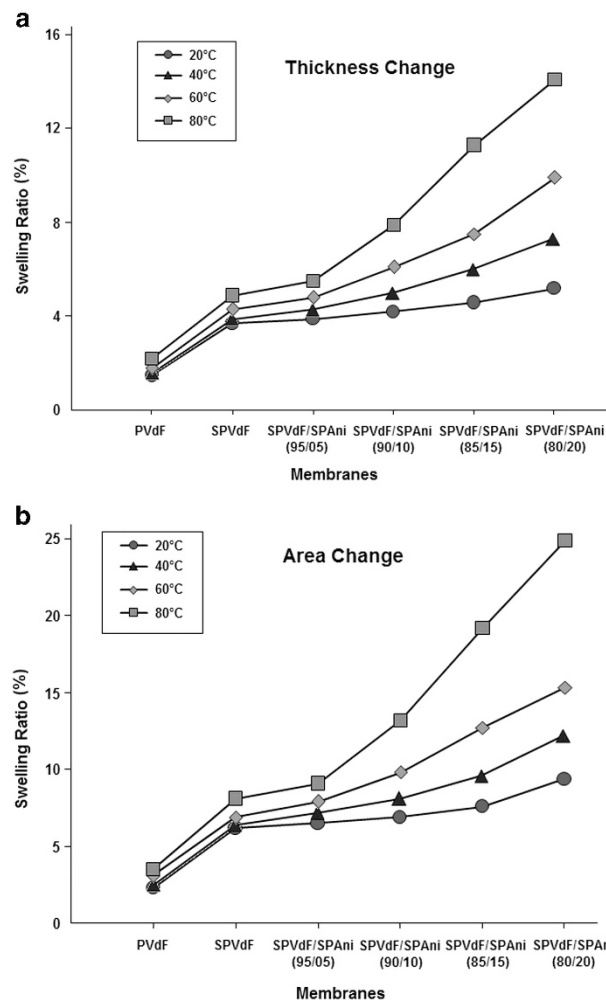 a
20°C
40°C
60°C
80°C
Thickness Change
Swelling Ratio (%)
16
12
8
4
0
PVdF SPVdF SPVdF/SPAni SPVdF/SPAni SPVdF/SPAni SPVdF/SPAni
(95/05) (90/10) (85/15) (80/20)
Membranes
b
20°C
40°C
60°C
80°C
Area Change
Swelling Ratio (%)
25
20
15
10
5
0
PVdF SPVdF SPVdF/SPAni SPVdF/SPAni SPVdF/SPAni SPVdF/SPAni
(95/05) (90/10) (85/15) (80/20)
Membranes